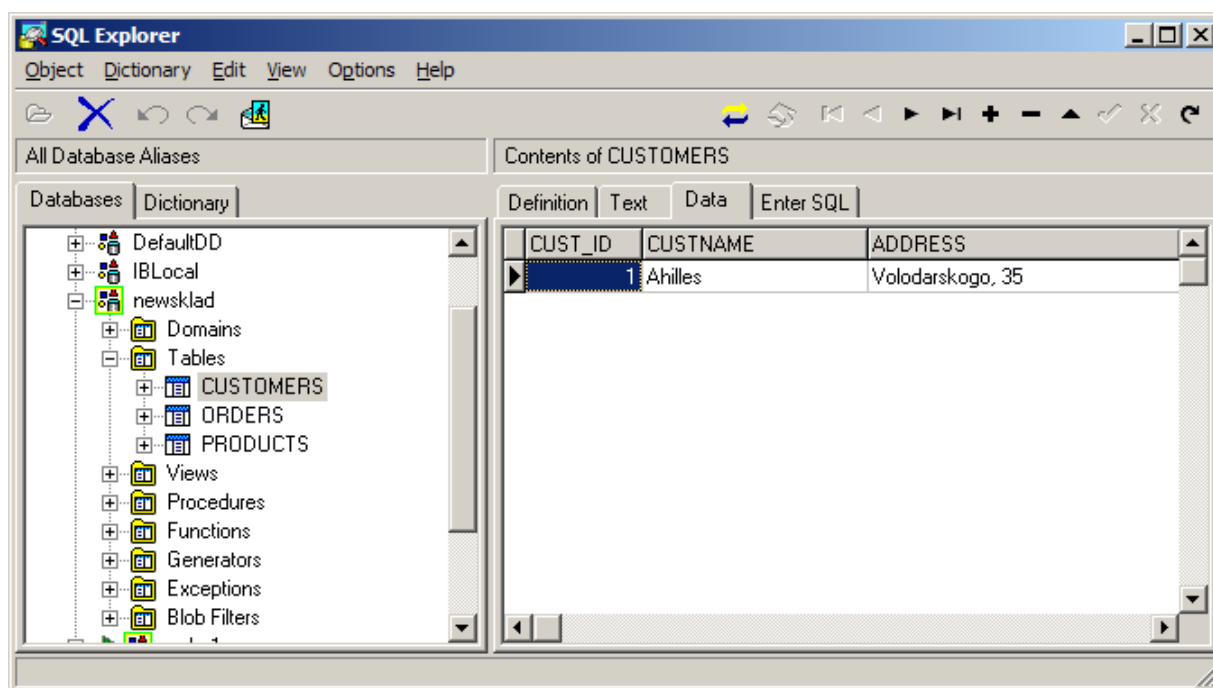 SQL Explorer
Object Dictionary Edit View Options Help
All Database Aliases
Contents of CUSTOMERS
Databases Dictionary
Definition Text Data Enter SQL
DefaultDD
IBLocal
newsklad
Domains
Tables
CUSTOMERS
ORDERS
PRODUCTS
Views
Procedures
Functions
Generators
Exceptions
Blob Filters
CUST_ID CUSTNAME ADDRESS
1 Ahilles Volodarskogo, 35